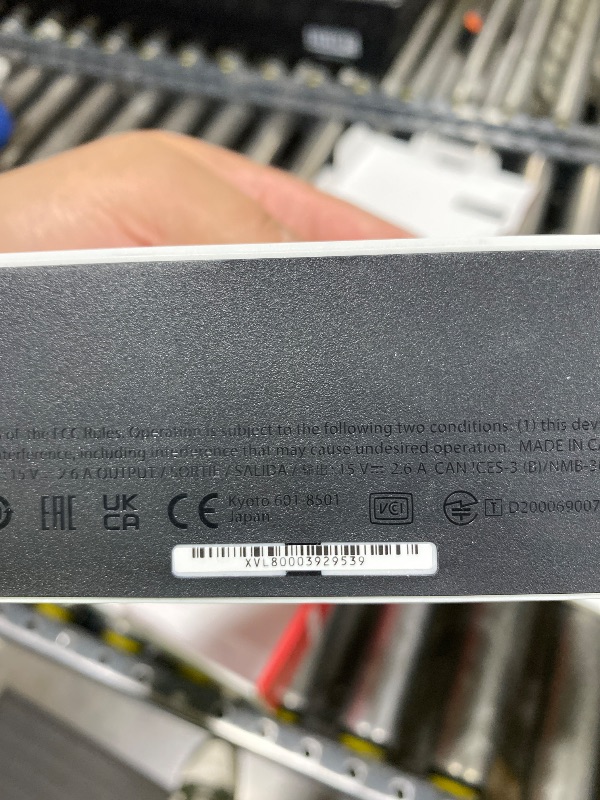 of the FCC Rules. Operation is subject to the following two conditions: (1) this dev
nterference, including interference that may cause undesired operation. MADE IN CA
15 V⎓ 2.6 A OUTPUT / SORTIE / SALIDA / 15 V⎓ 2.6 A CAN ICES-3 (B)/NMB-3(
EAC UK CA CE Kyoto 601-8501 VCI T D200069007
Japan
XVL80003929539